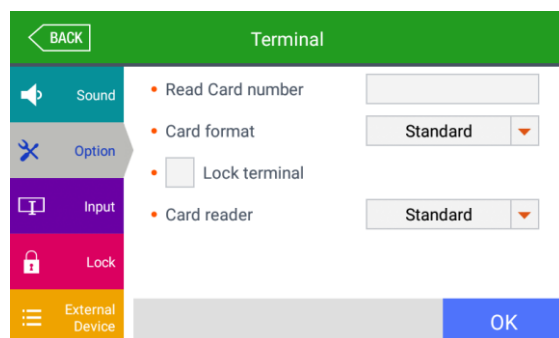 BACK
Terminal
Sound
Option
Input
Lock
External
Device
Read Card number
Card format
Standard
Lock terminal
Card reader
Standard
OK